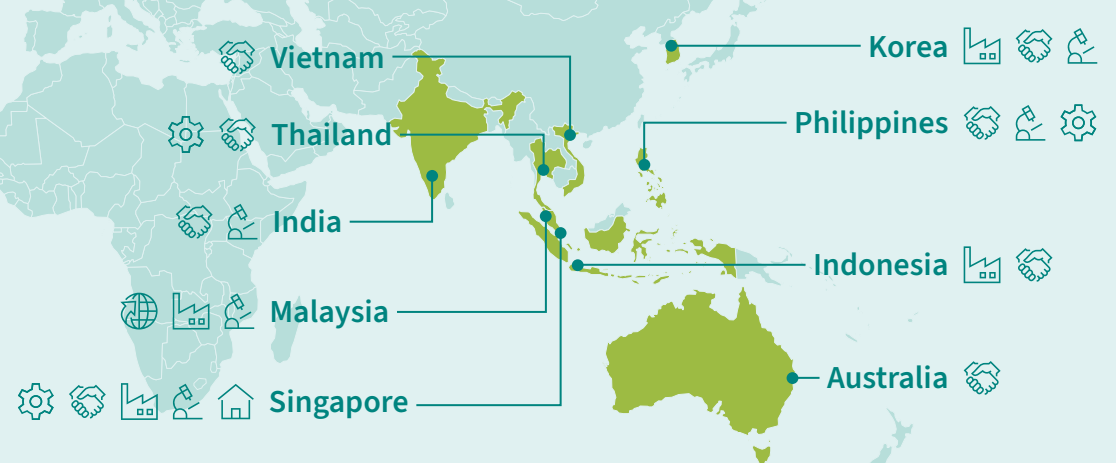 Vietnam
Thailand
India
Malaysia
Singapore
Korea
Philippines
Indonesia
Australia